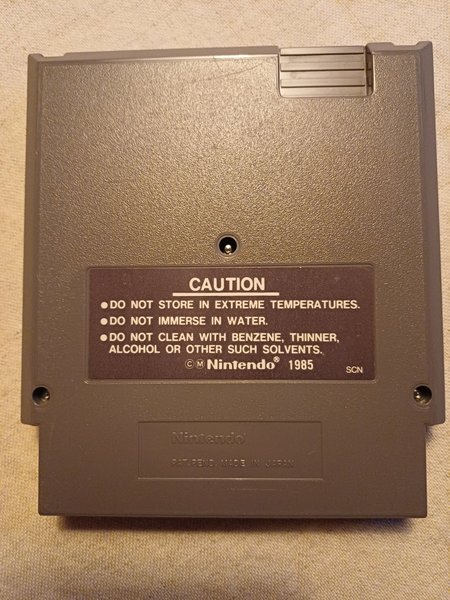 CAUTION
●DO NOT STORE IN EXTREME TEMPERATURES.
●DO NOT IMMERSE IN WATER.
●DO NOT CLEAN WITH BENZENE, THINNER,
ALCOHOL OR OTHER SUCH SOLVENTS.
ⒸⓂ Nintendo® 1985
SCN
Nintendo®
PAT. PEND. MADE IN JAPAN